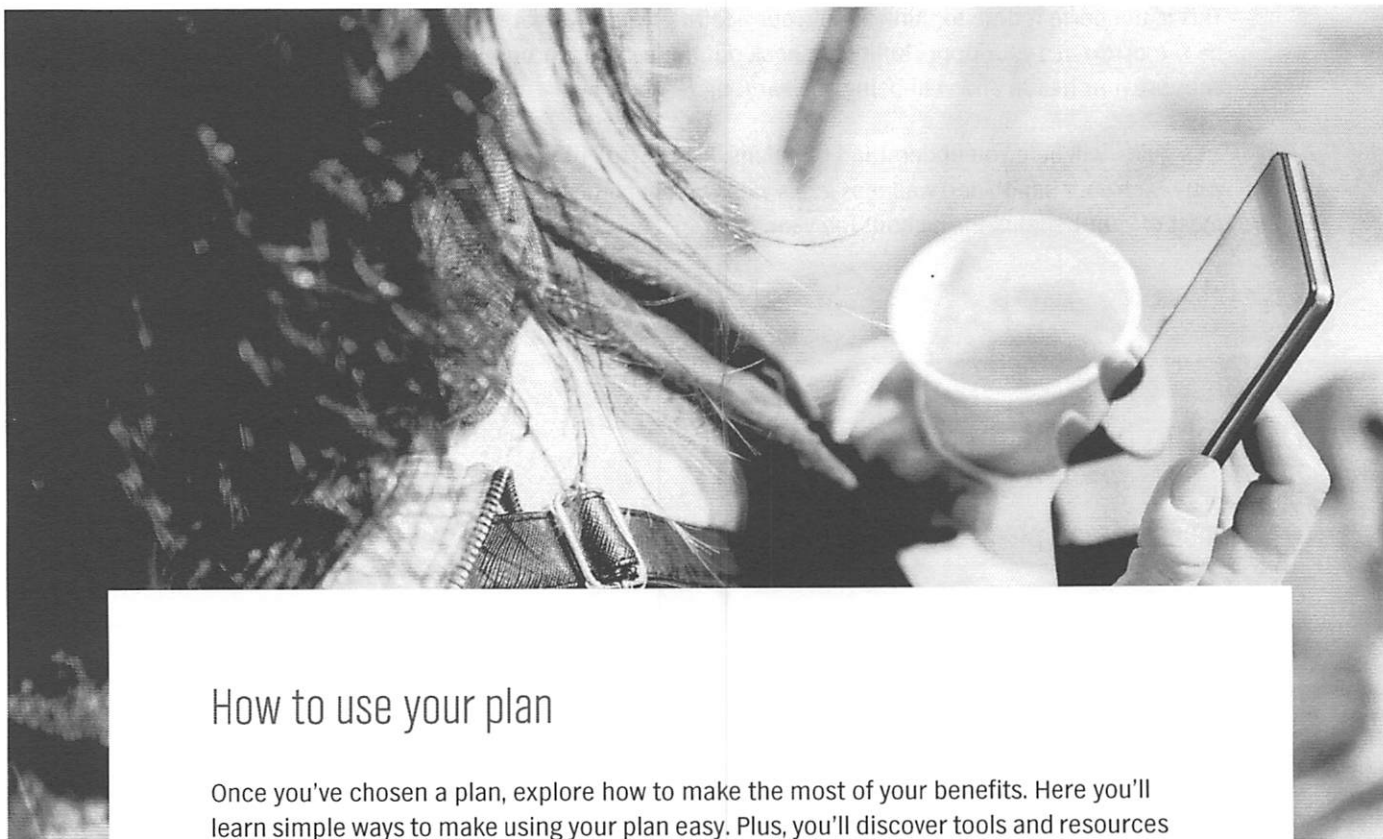 How to use your plan
Once you've chosen a plan, explore how to make the most of your benefits. Here you'll
learn simple ways to make using your plan easy. Plus, you'll discover tools and resources